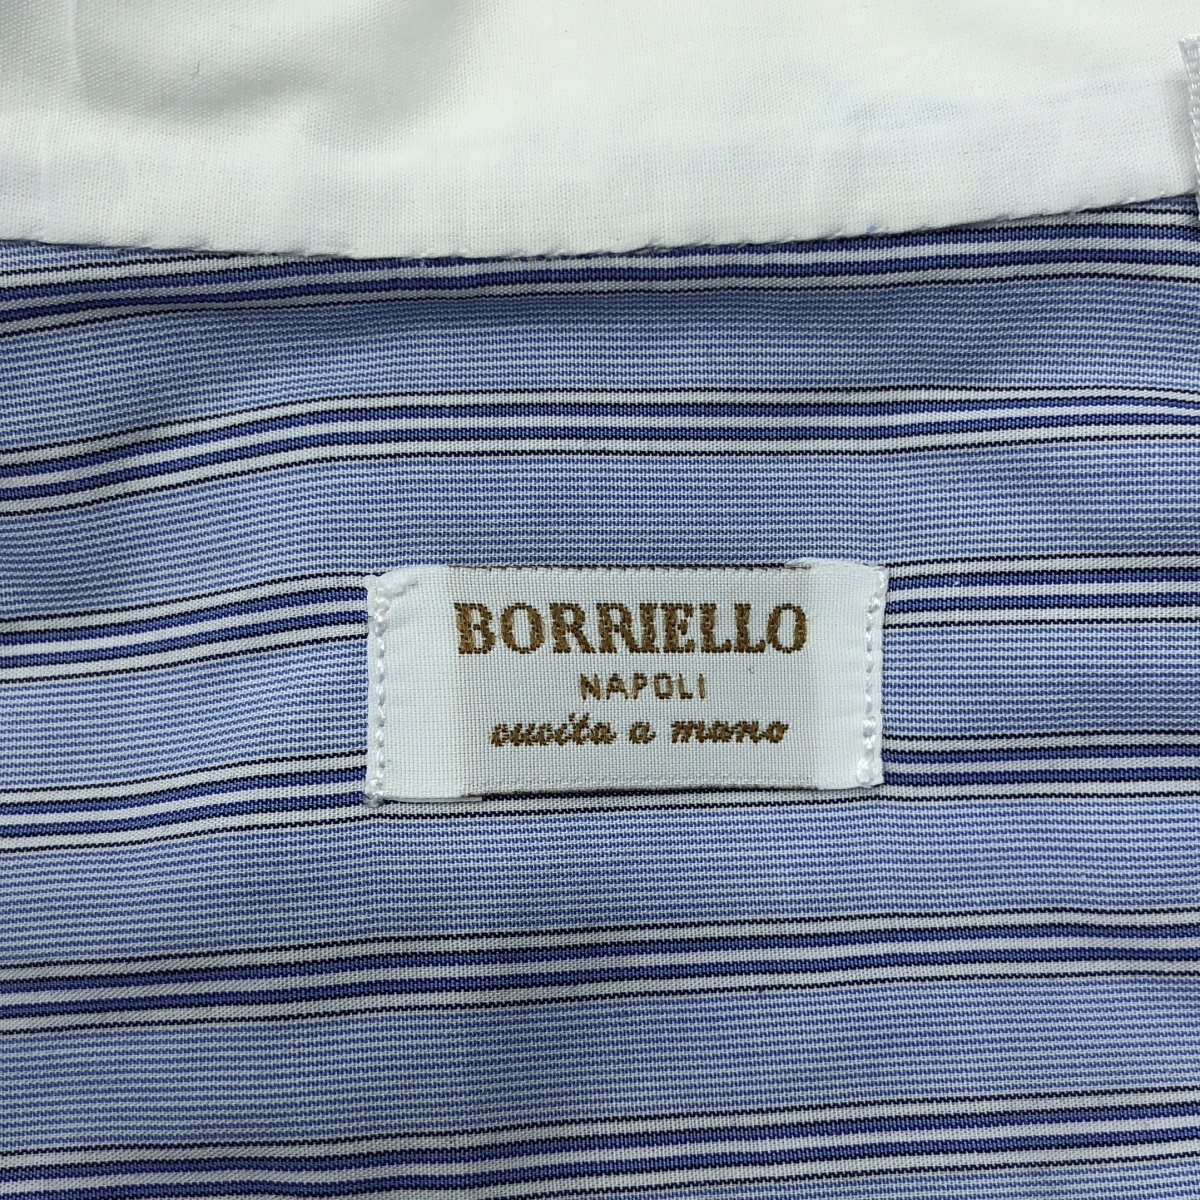 BORRIELLO
NAPOLI
cucita a mano